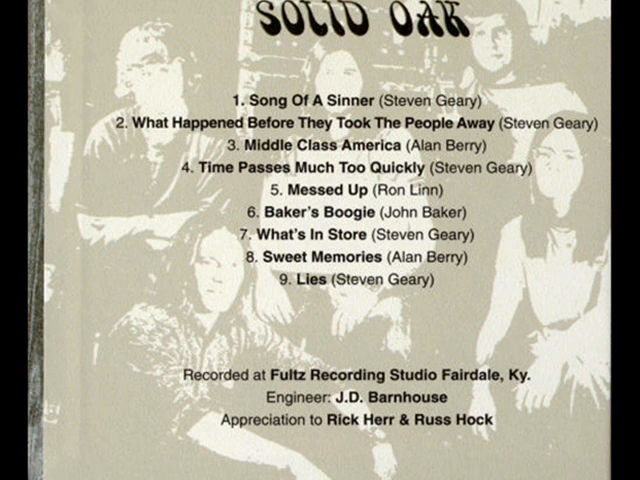 SOLID OAK
1. Song Of A Sinner (Steven Geary)
2. What Happened Before They Took The People Away (Steven Geary)
3. Middle Class America (Alan Berry)
4. Time Passes Much Too Quickly (Steven Geary)
5. Messed Up (Ron Linn)
6. Baker's Boogie (John Baker)
7. What's In Store (Steven Geary)
8. Sweet Memories (Alan Berry)
9. Lies (Steven Geary)
Recorded at Fultz Recording Studio Fairdale, Ky.
Engineer: J.D. Barnhouse
Appreciation to Rick Herr & Russ Hock